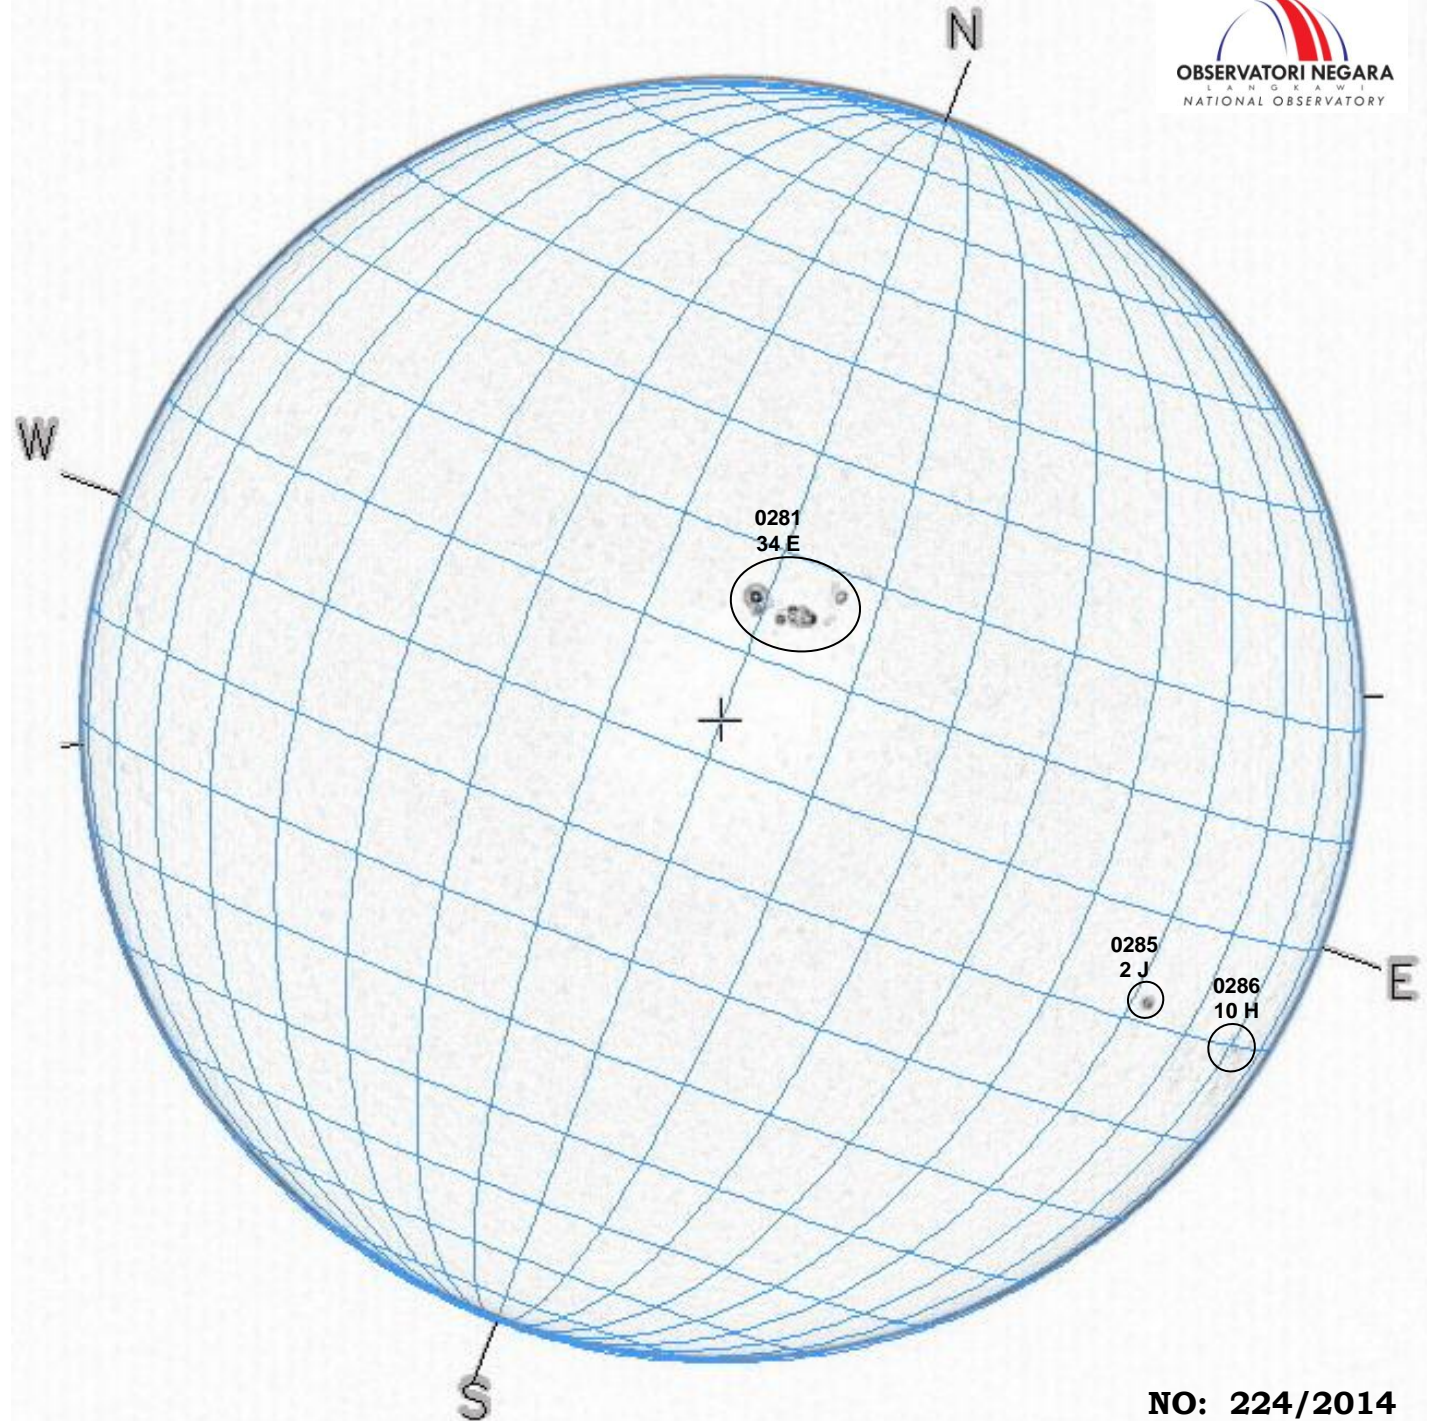 N
OBSERVATORI NEGARA
LANGKAWI
NATIONAL OBSERVATORY
W
0281
34 E
0285
2 J
0286
10 H
E
S
NO: 224/2014